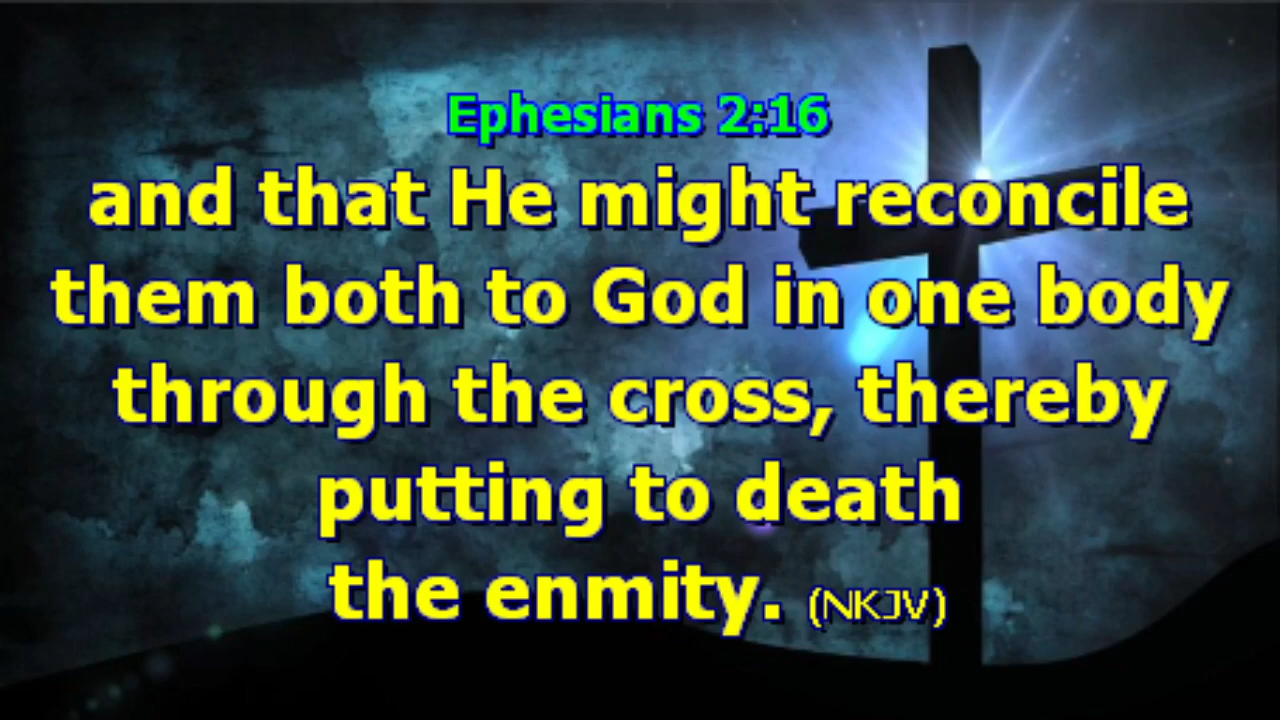 Ephesians 2:16
and that He might reconcile
them both to God in one body
through the cross, thereby
putting to death
the enmity. (NKJV)